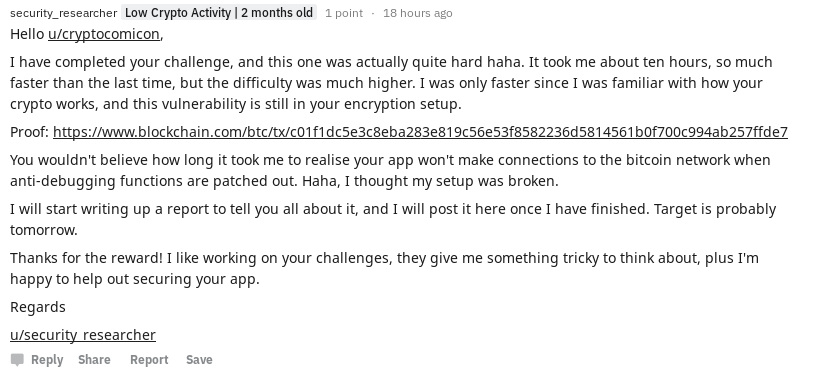 security_researcher Low Crypto Activity | 2 months old 1 point · 18 hours ago
Hello u/cryptocomicon,
I have completed your challenge, and this one was actually quite hard haha. It took me about ten hours, so much
faster than the last time, but the difficulty was much higher. I was only faster since I was familiar with how your
crypto works, and this vulnerability is still in your encryption setup.
Proof: https://www.blockchain.com/btc/tx/c01f1dc5e3c8eba283e819c56e53f8582236d5814561b0f700c994ab257ffde7
You wouldn't believe how long it took me to realise your app won't make connections to the bitcoin network when
anti-debugging functions are patched out. Haha, I thought my setup was broken.
I will start writing up a report to tell you all about it, and I will post it here once I have finished. Target is probably
tomorrow.
Thanks for the reward! I like working on your challenges, they give me something tricky to think about, plus I'm
happy to help out securing your app.
Regards
u/security_researcher
Reply Share Report Save